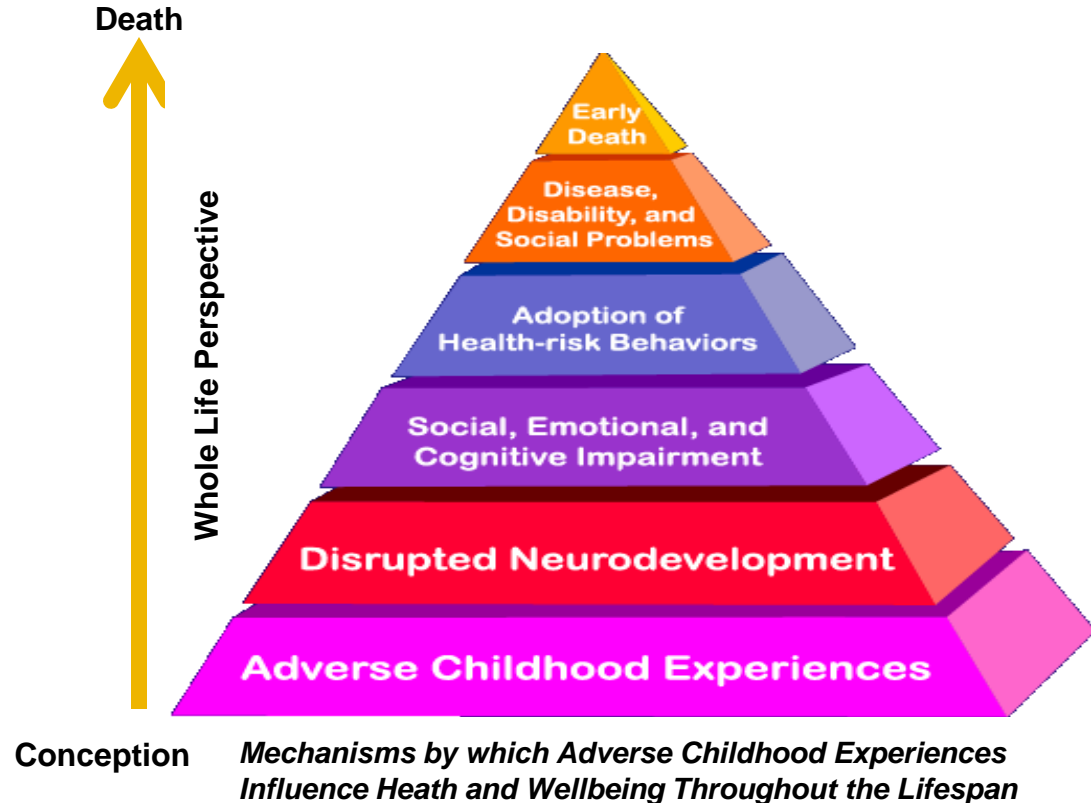 Death
Whole Life Perspective
Early
Death
Disease,
Disability, and
Social Problems
Adoption of
Health-risk Behaviors
Social, Emotional, and
Cognitive Impairment
Disrupted Neurodevelopment
Adverse Childhood Experiences
Conception
Mechanisms by which Adverse Childhood Experiences
Influence Heath and Wellbeing Throughout the Lifespan